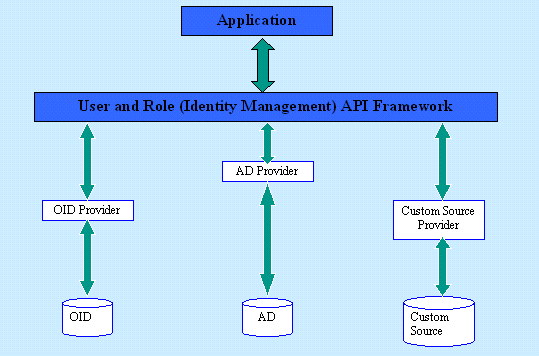 Application
User and Role (Identity Management) API Framework
AD Provider
OID Provider
Custom Source
Provider
OID
AD
Custom
Source